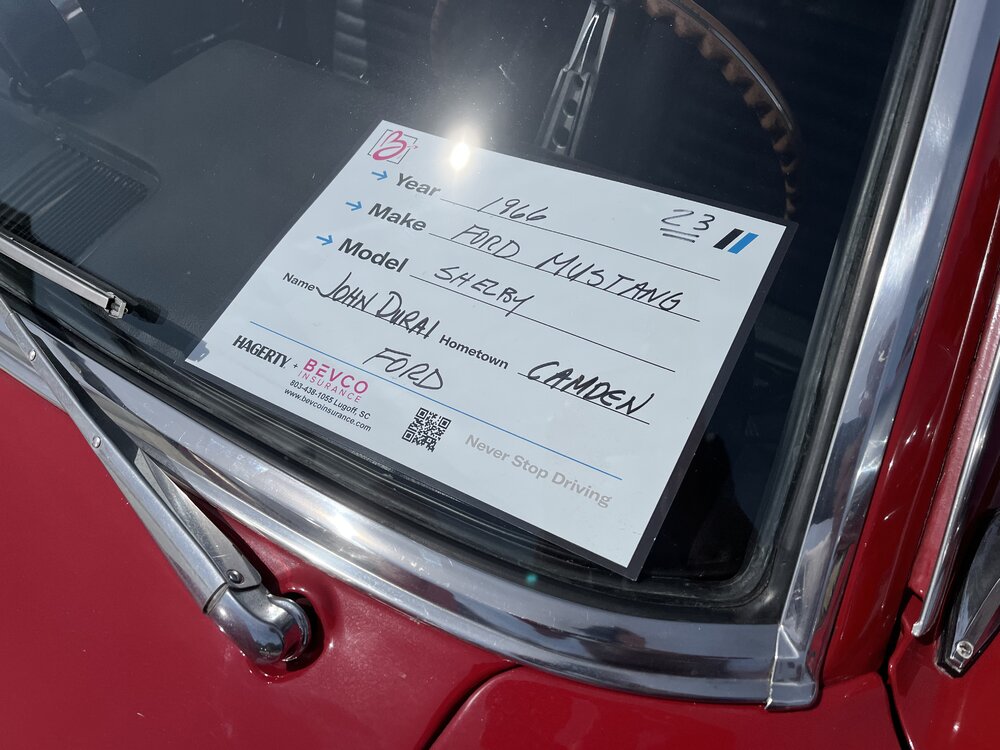 B
Year 1966
23
Make FORD MUSTANG
Model SHELBY
Name JOHN DURAI Hometown CAMDEN
FORD
HAGERTY + BEVCO
INSURANCE
803-438-1055 Lugoff, SC
www.bevcoinsurance.com
Never Stop Driving